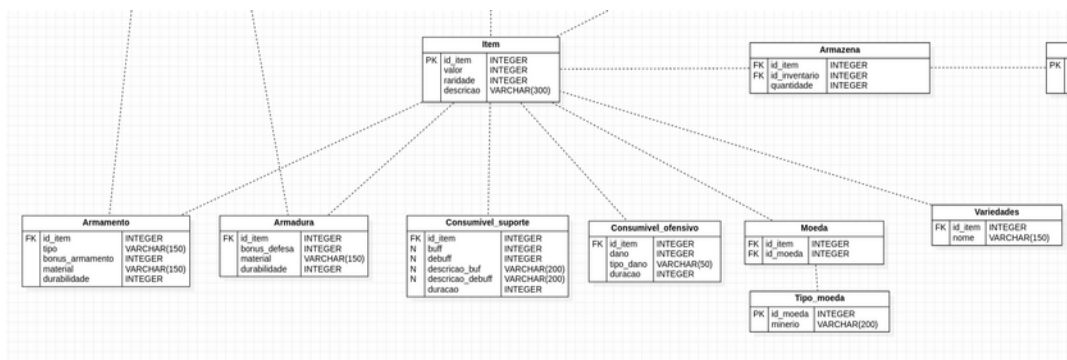 Item
PK id_item INTEGER
valor INTEGER
raridade INTEGER
descricao VARCHAR(300)
Armazena
FK id_item INTEGER
FK id_inventario INTEGER
quantidade INTEGER
PK
Armamento
FK id_item INTEGER
tipo VARCHAR(150)
bonus_armamento INTEGER
material VARCHAR(150)
durabilidade INTEGER
Armadura
FK id_item INTEGER
bonus_defesa INTEGER
material VARCHAR(150)
durabilidade INTEGER
Consumivel_suporte
FK id_item INTEGER
N buff INTEGER
N debuff INTEGER
N descricao_buf VARCHAR(200)
N descricao_debuff VARCHAR(200)
duracao INTEGER
Consumivel_ofensivo
FK id_item INTEGER
dano INTEGER
tipo_dano VARCHAR(50)
duracao INTEGER
Moeda
FK id_item INTEGER
FK id_moeda INTEGER
Variedades
FK id_item INTEGER
nome VARCHAR(150)
Tipo_moeda
PK id_moeda INTEGER
minerio VARCHAR(200)